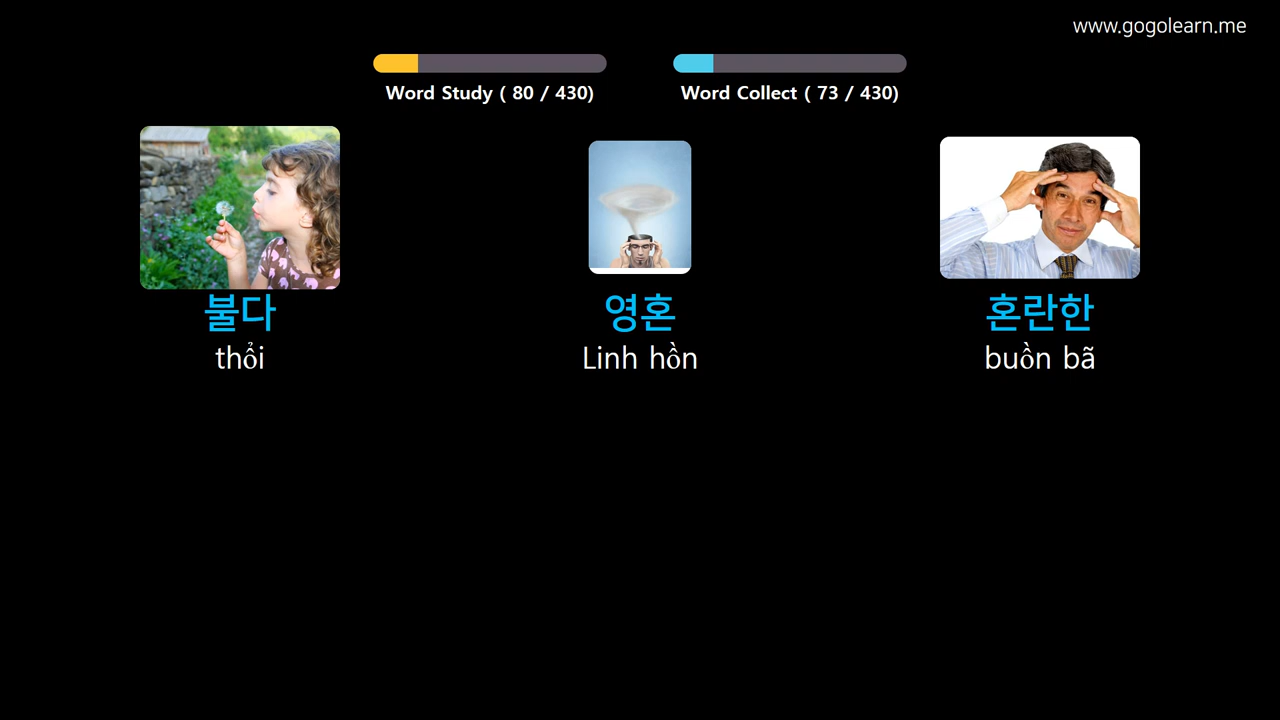 www.gogolearn.me
Word Study ( 80 / 430)
Word Collect ( 73 / 430)
불다
영혼
혼란한
thổi
Linh hồn
buồn bã